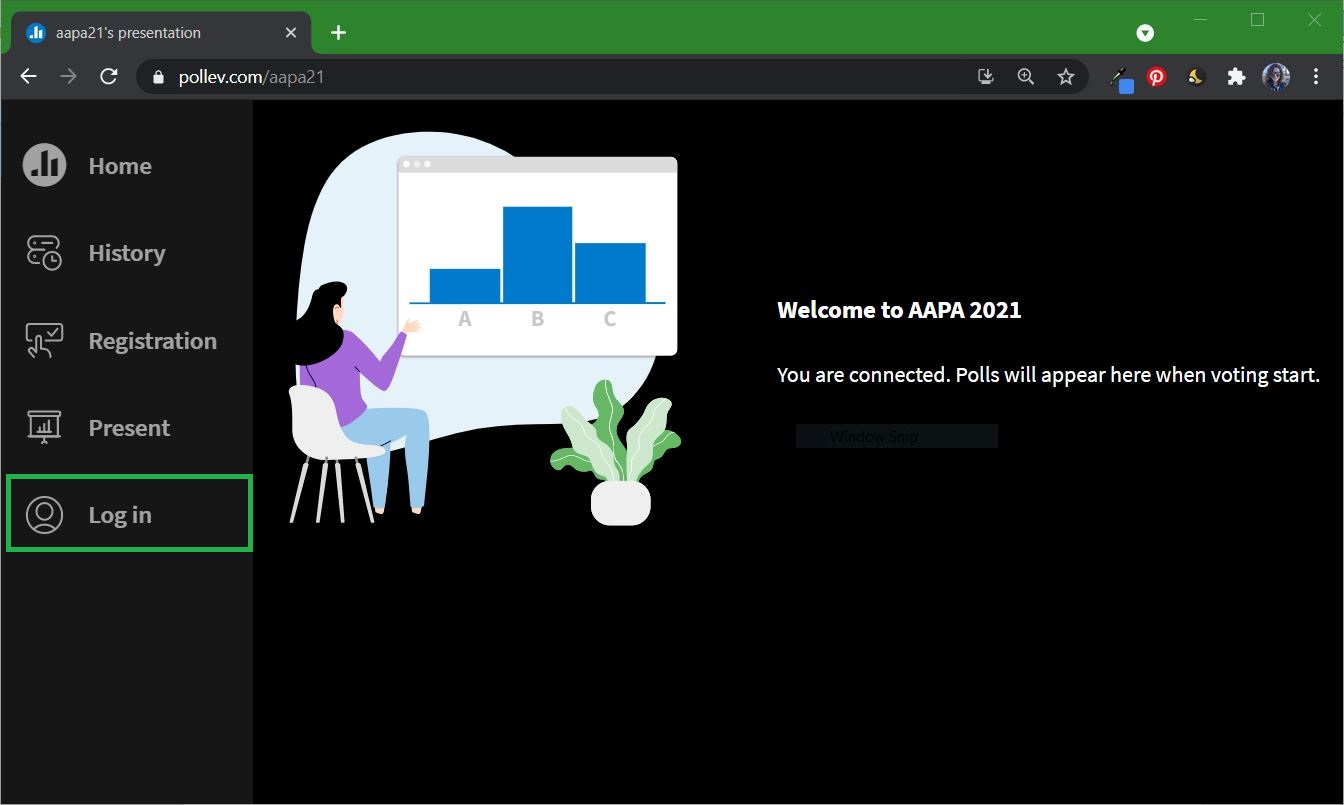 aapa21's presentation
pollev.com/aapa21
Home
History
Registration
Present
Log in
A B C
Welcome to AAPA 2021
You are connected. Polls will appear here when voting start.
Window Snip